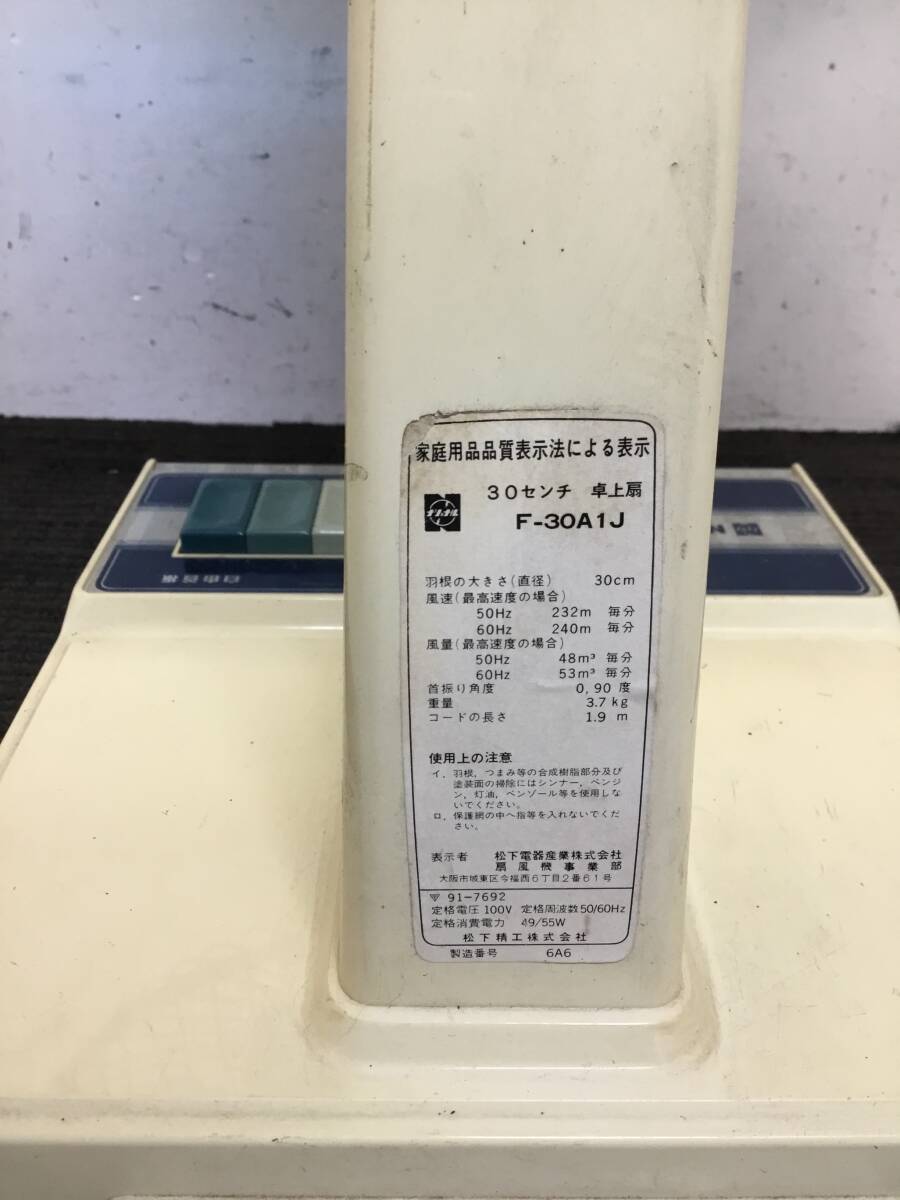 家庭用品品質表示法による表示
30センチ 卓上扇
ナショナル
F-30A1J
羽根の大きさ(直径) 30cm
風速(最高速度の場合)
50Hz 232m 毎分
60Hz 240m 毎分
風量(最高速度の場合)
50Hz 48m³ 毎分
60Hz 53m³ 毎分
首振り角度 0,90 度
重量 3.7kg
コードの長さ 1.9 m
使用上の注意
イ．羽根，つまみ等の合成樹脂部分及び
塗装面の掃除にはシンナー，ベンジ
ン，灯油，ベンゾール等を使用しな
いでください。
ロ．保護網の中へ指等を入れないでくだ
さい。
表示者 松下電器産業株式会社
扇風機事業部
大阪市城東区今福西6丁目2番61号
▽ 91-7692
定格電圧 100V 定格周波数 50/60Hz
定格消費電力 49/55W
松下精工株式会社
製造番号 6A6